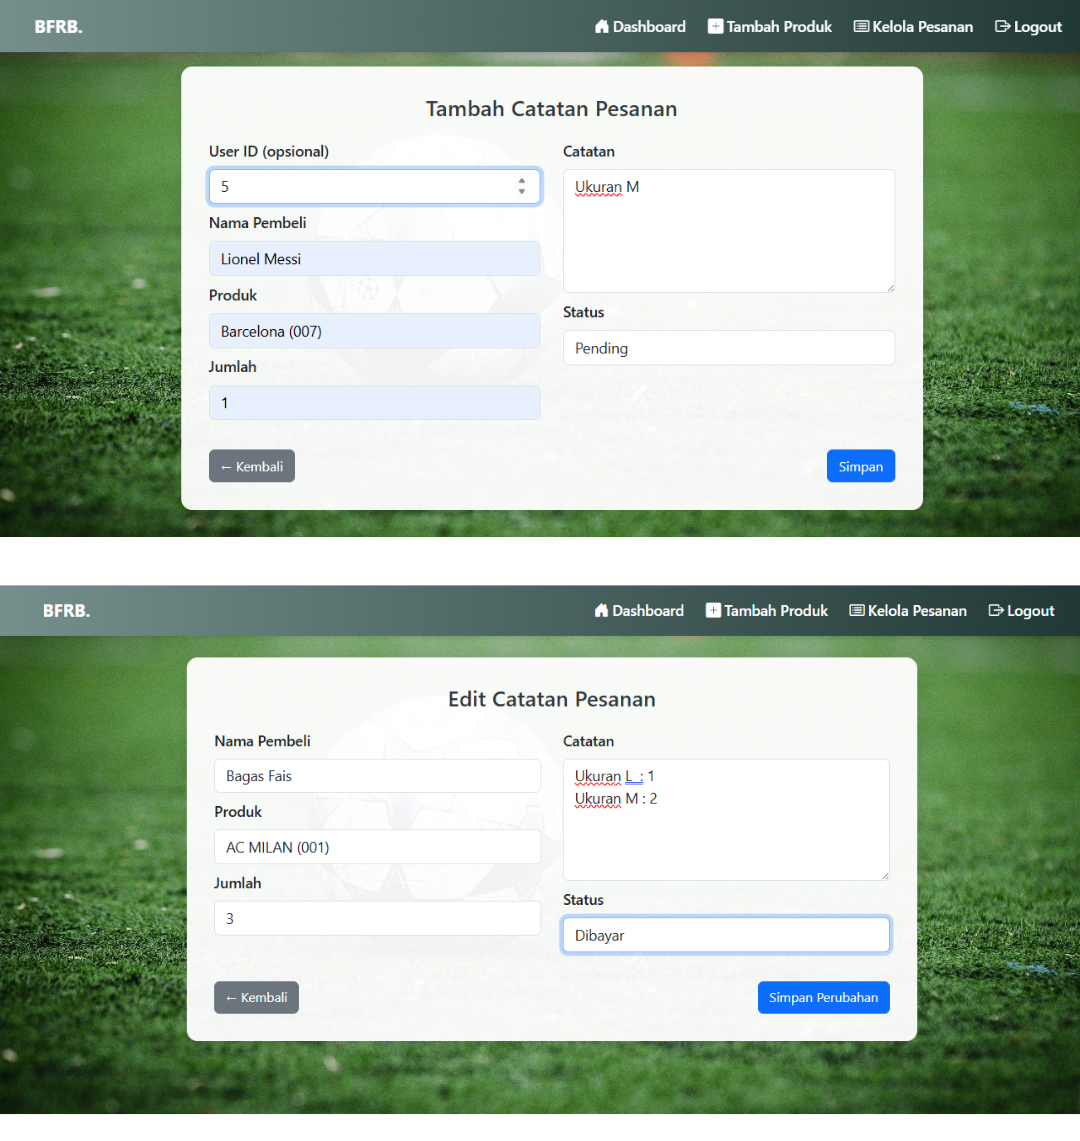 BFRB.
Dashboard
Tambah Produk
Kelola Pesanan
Logout
Tambah Catatan Pesanan
User ID (opsional)
5
Nama Pembeli
Lionel Messi
Produk
Barcelona (007)
Jumlah
1
Catatan
Ukuran M
Status
Pending
← Kembali
Simpan
BFRB.
Dashboard
Tambah Produk
Kelola Pesanan
Logout
Edit Catatan Pesanan
Nama Pembeli
Bagas Fais
Produk
AC MILAN (001)
Jumlah
3
Catatan
Ukuran L  : 1
Ukuran M : 2
Status
Dibayar
← Kembali
Simpan Perubahan